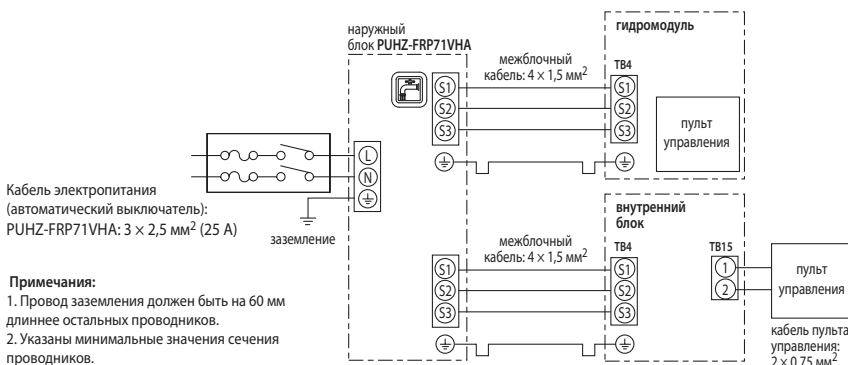 наружный
блок PUHZ-FRP71VHA
S1
S2
S3
L
N
межблочный
кабель: 4 × 1,5 мм²
гидромодуль
TB4
S1
S2
S3
пульт
управления
Кабель электропитания
(автоматический выключатель):
PUHZ-FRP71VHA: 3 × 2,5 мм² (25 А)
заземление
S1
S2
S3
межблочный
кабель: 4 × 1,5 мм²
внутренний
блок
TB4
S1
S2
S3
TB15
1
2
пульт
управления
кабель пульта
управления:
2 × 0,75 мм²
Примечания:
1. Провод заземления должен быть на 60 мм
длиннее остальных проводников.
2. Указаны минимальные значения сечения
проводников.